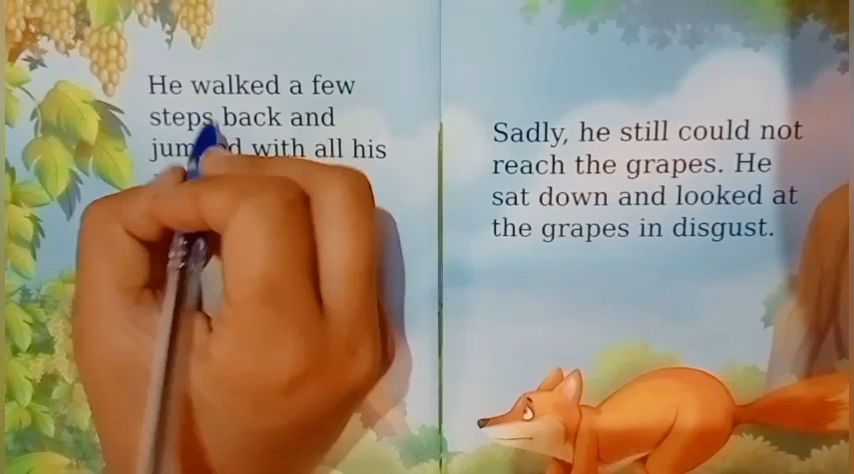 He walked a few
steps back and
with all his
Sadly, he still could not
reach the grapes. He
sat down and looked at
the grapes in disgust.